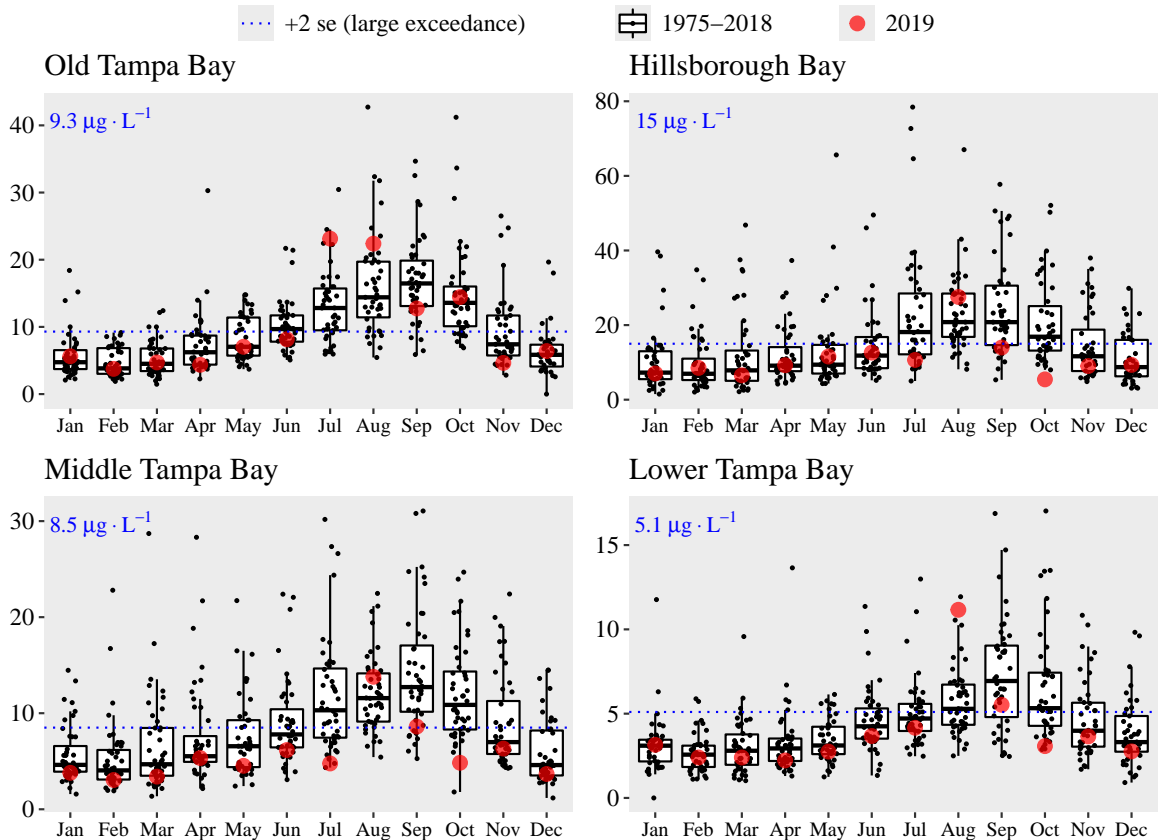 +2 se (large exceedance) 1975–2018 2019
Old Tampa Bay
9.3 μg · L⁻¹
40
30
20
10
0
Jan Feb Mar Apr May Jun Jul Aug Sep Oct Nov Dec
Hillsborough Bay
15 μg · L⁻¹
80
60
40
20
0
Jan Feb Mar Apr May Jun Jul Aug Sep Oct Nov Dec
Middle Tampa Bay
8.5 μg · L⁻¹
30
20
10
0
Jan Feb Mar Apr May Jun Jul Aug Sep Oct Nov Dec
Lower Tampa Bay
5.1 μg · L⁻¹
15
10
5
0
Jan Feb Mar Apr May Jun Jul Aug Sep Oct Nov Dec